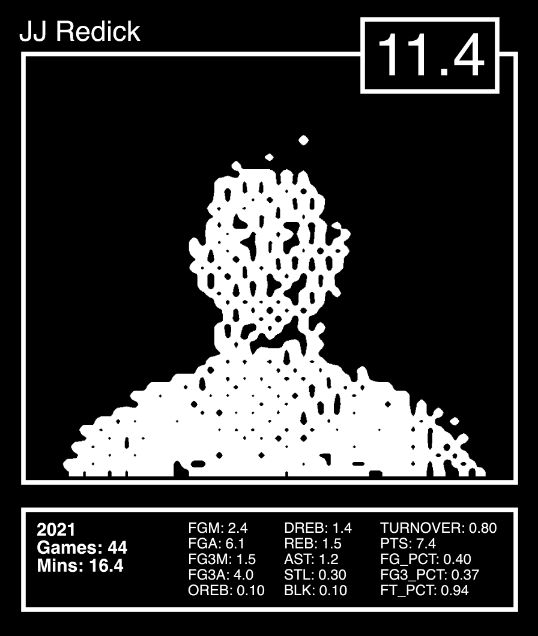 JJ Redick
11.4
2021
Games: 44
Mins: 16.4
FGM: 2.4
FGA: 6.1
FG3M: 1.5
FG3A: 4.0
OREB: 0.10
DREB: 1.4
REB: 1.5
AST: 1.2
STL: 0.30
BLK: 0.10
TURNOVER: 0.80
PTS: 7.4
FG_PCT: 0.40
FG3_PCT: 0.37
FT_PCT: 0.94